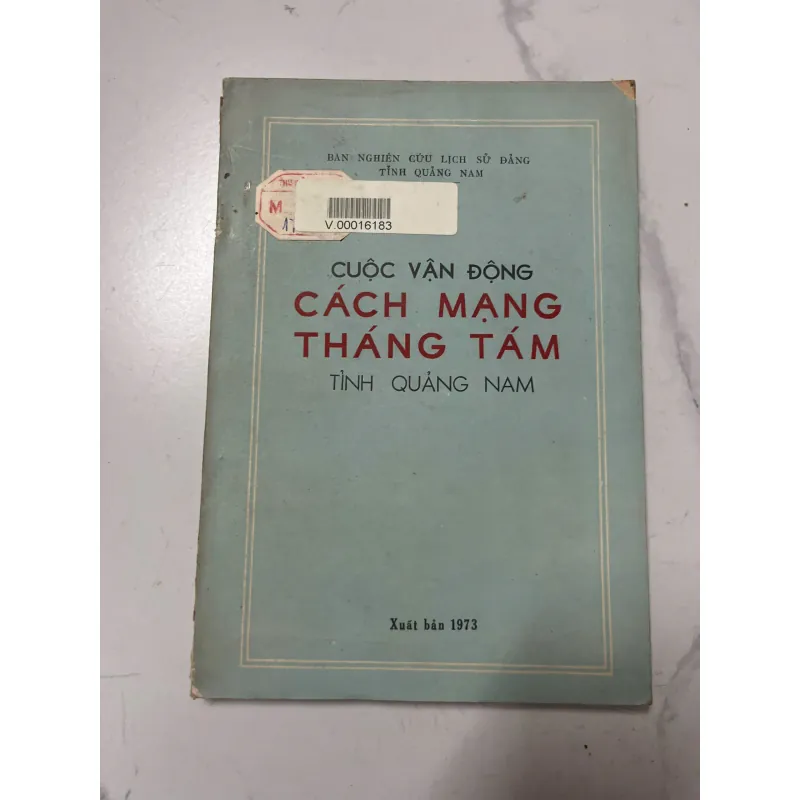 BAN NGHIÊN CỨU LỊCH SỬ ĐẢNG
TỈNH QUẢNG NAM
M
V.00016183
CUỘC VẬN ĐỘNG
CÁCH MẠNG
THÁNG TÁM
TỈNH QUẢNG NAM
Xuất bản 1973